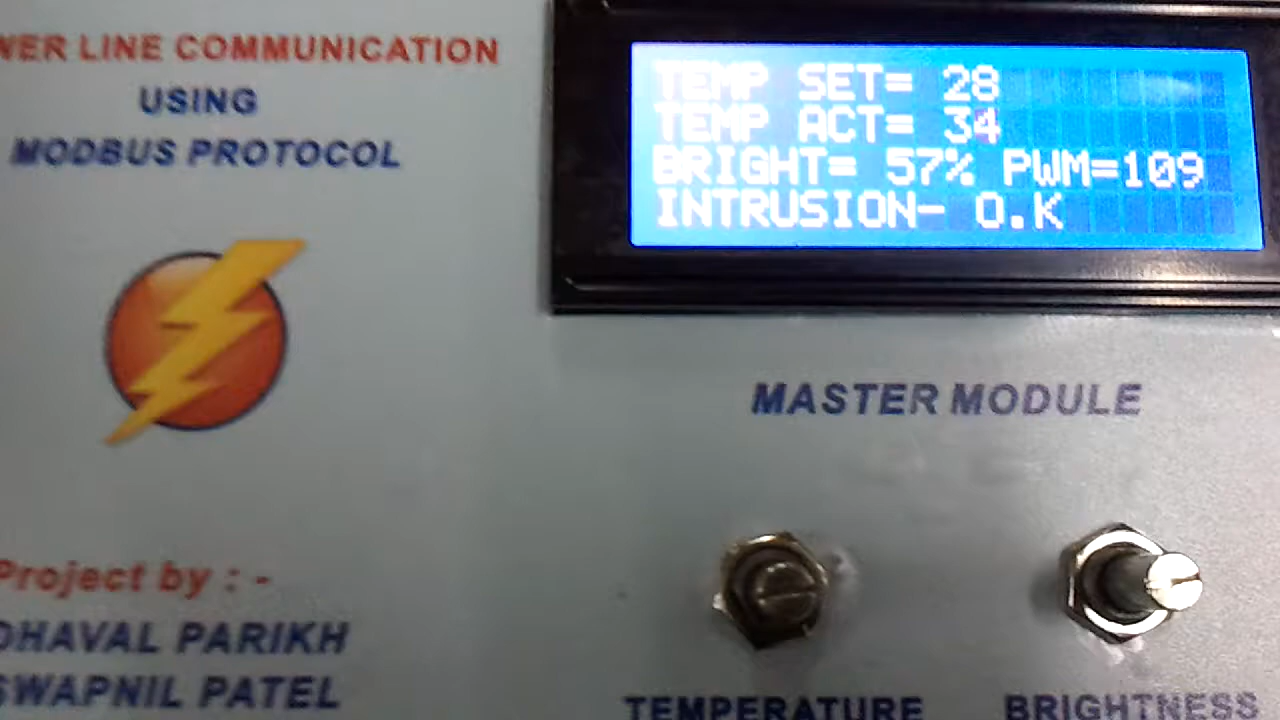 WER LINE COMMUNICATION
USING
MODBUS PROTOCOL
TEMP SET= 28
TEMP ACT= 34
BRIGHT= 57% PWM=109
INTRUSION- O.K
MASTER MODULE
Project by : -
DHAVAL PARIKH
SWAPNIL PATEL
TEMPERATURE
BRIGHTNESS